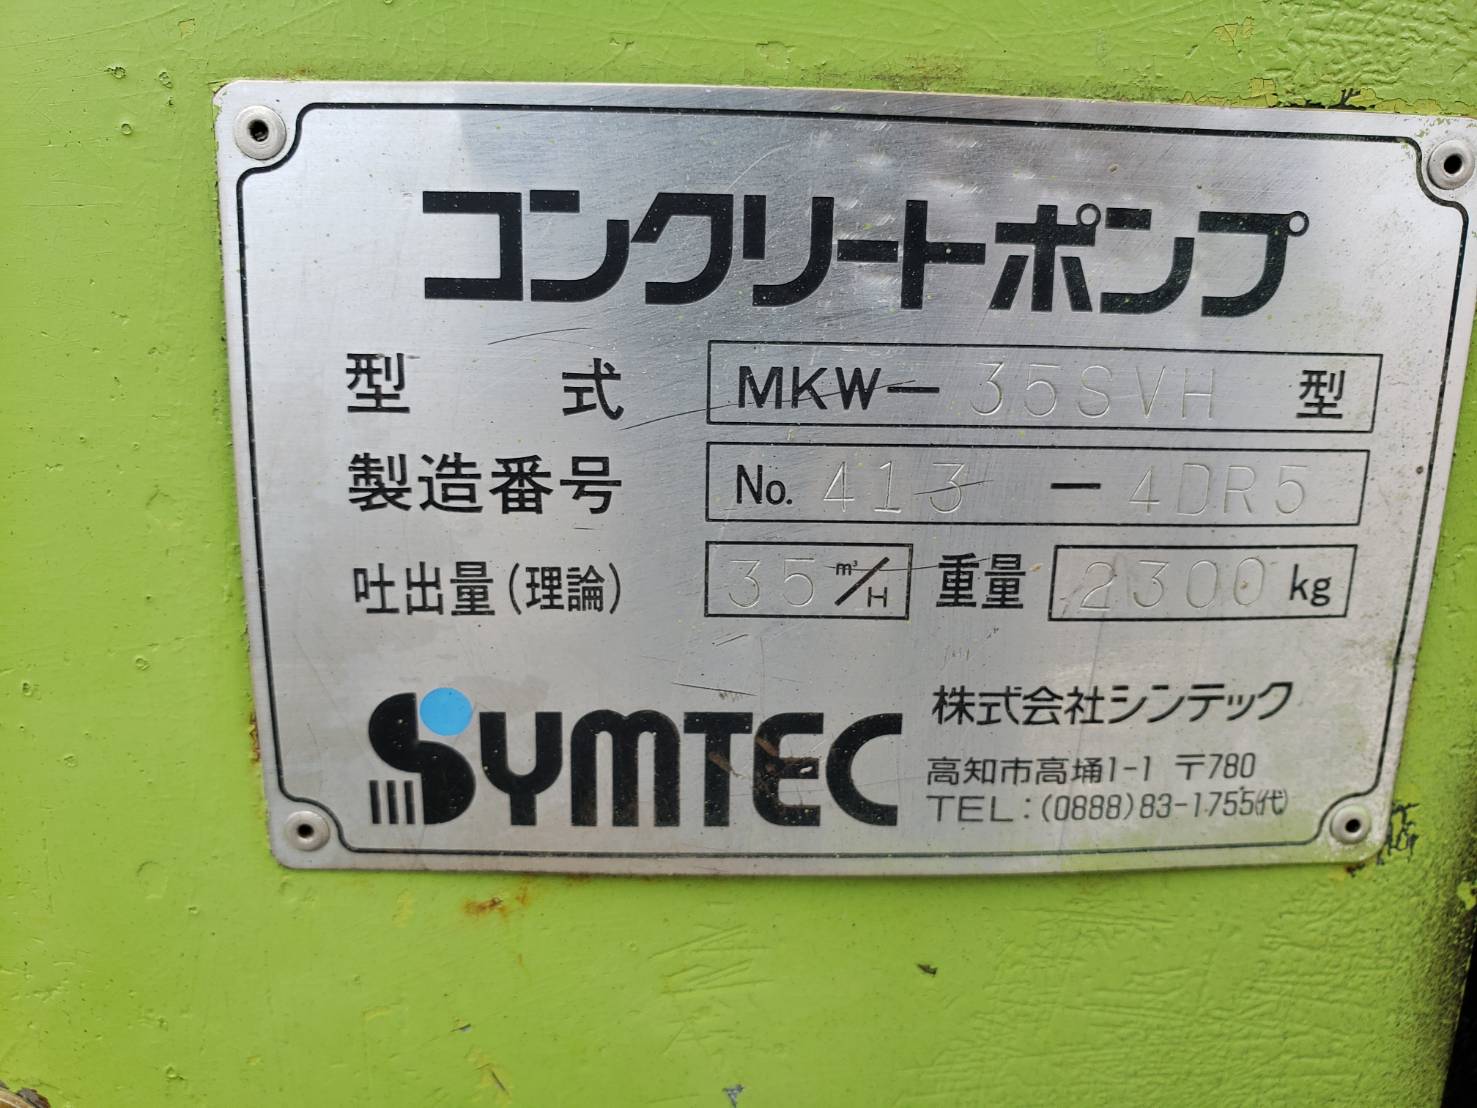 コンクリートポンプ
型式 MKW-35SVH 型
製造番号 No. 413 - 4DR5
吐出量(理論) 35 m³/H 重量 2300 kg
SYMTEC 株式会社シンテック
高知市高埇1-1 〒780
TEL:(0888)83-1755(代)